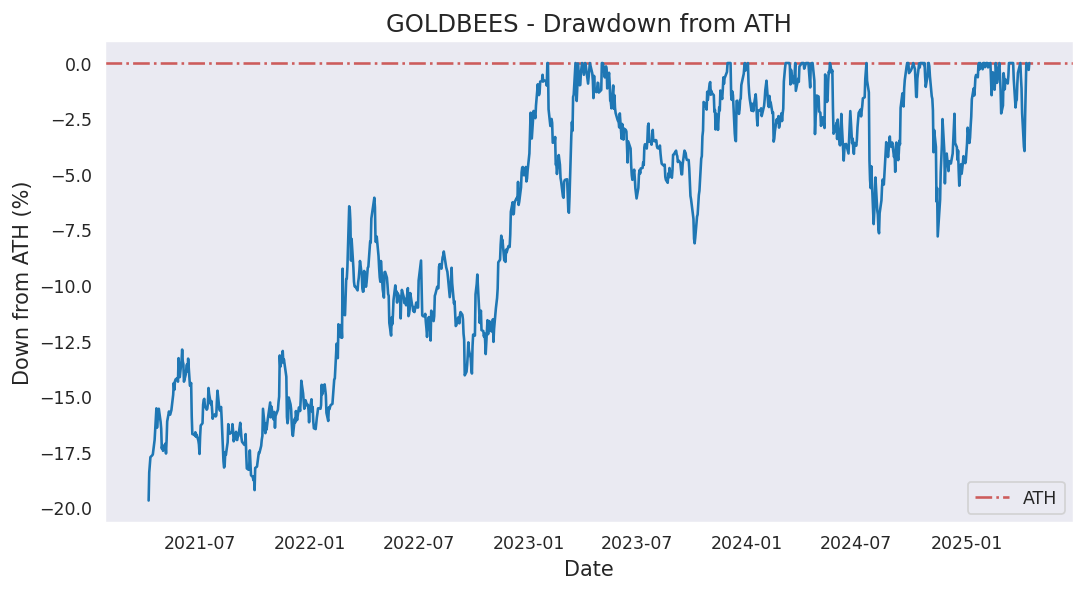 GOLDBEES - Drawdown from ATH
Down from ATH (%)
0.0
−2.5
−5.0
−7.5
−10.0
−12.5
−15.0
−17.5
−20.0
ATH
2021-07 2022-01 2022-07 2023-01 2023-07 2024-01 2024-07 2025-01
Date